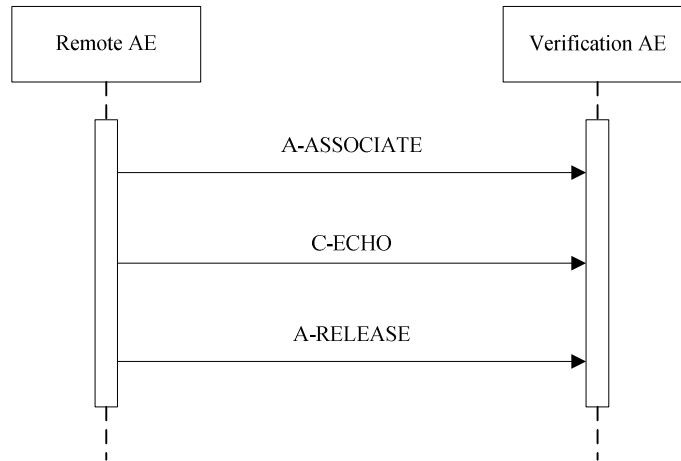 Remote AE
Verification AE
A-ASSOCIATE
C-ECHO
A-RELEASE